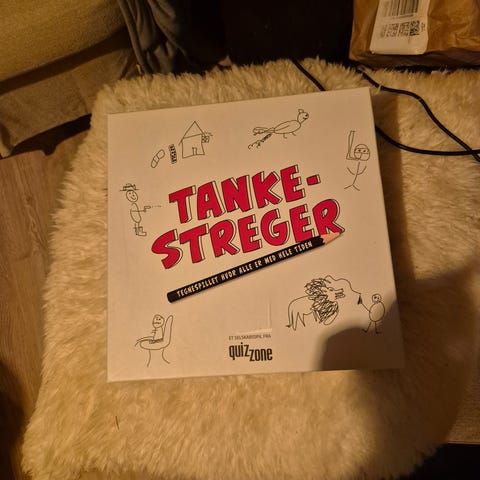 TANKE-
STREGER
TEGNESPILLET HVOR ALLE ER MED HELE TIDEN
ET SELSKABSSPIL FRA
quizzone